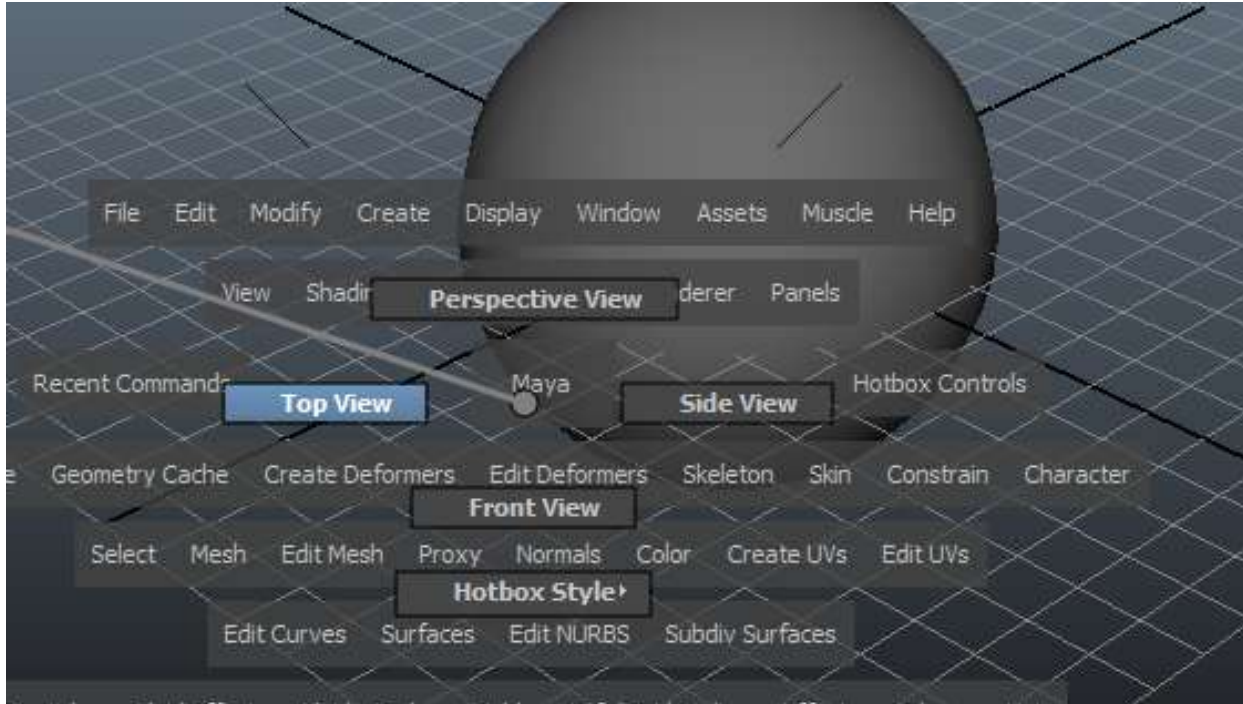 File Edit Modify Create Display Window Assets Muscle Help
View Perspective View Panels
Recent Commands Maya Hotbox Controls
Top View Side View
Geometry Cache Create Deformers Edit Deformers Skeleton Skin Constrain Character
Front View
Select Mesh Edit Mesh Proxy Normals Color Create UVs Edit UVs
Hotbox Style
Edit Curves Surfaces Edit NURBS Subdiv Surfaces